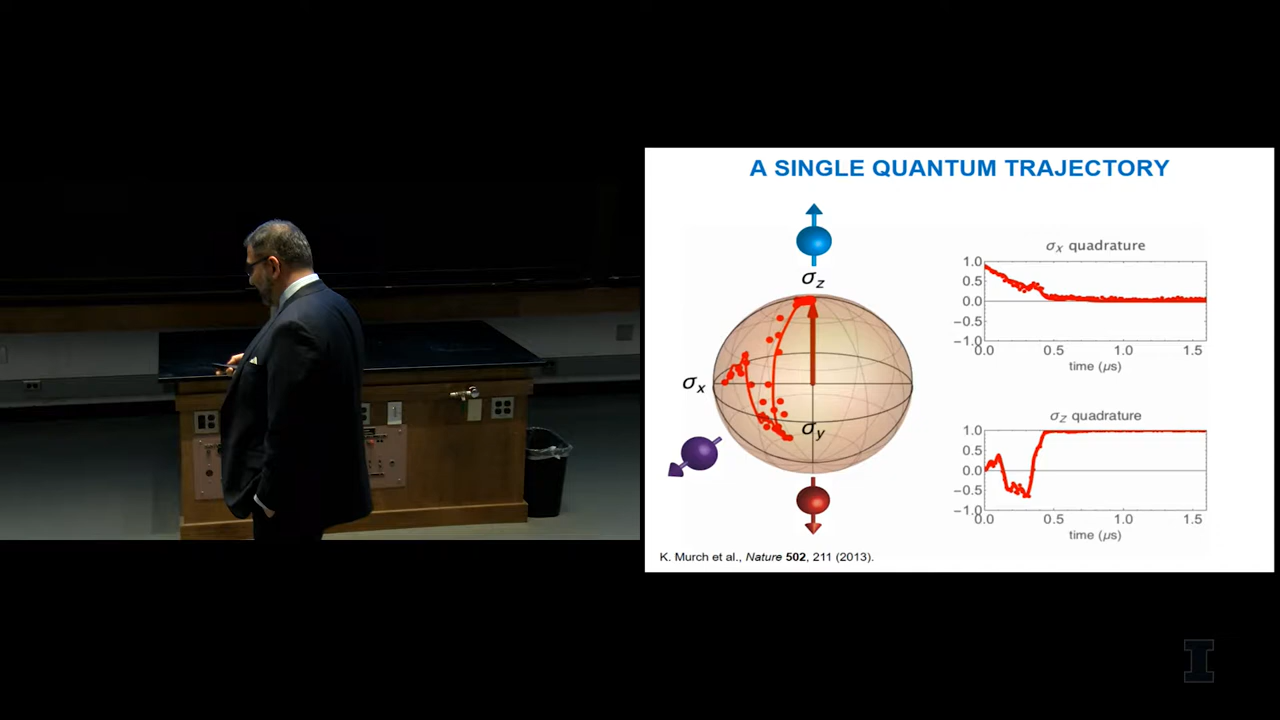 A SINGLE QUANTUM TRAJECTORY
σz
σx
σy
σx quadrature
1.0
0.5
0.0
−0.5
−1.0
0.0 0.5 1.0 1.5
time (μs)
σz quadrature
1.0
0.5
0.0
−0.5
−1.0
0.0 0.5 1.0 1.5
time (μs)
K. Murch et al., Nature 502, 211 (2013).
I